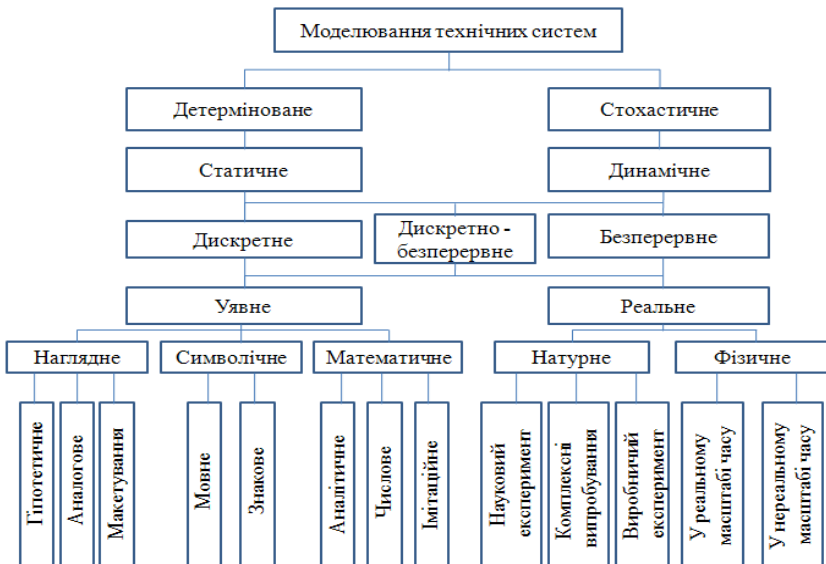 Моделювання технічних систем
Детерміноване
Стохастичне
Статичне
Динамічне
Дискретне
Дискретно -
безперервне
Безперервне
Уявне
Реальне
Наглядне
Символічне
Математичне
Натурне
Фізичне
Гіпотетичне
Аналогове
Макетування
Мовне
Знакове
Аналітичне
Числове
Імітаційне
Науковий
експеримент
Комплексні
випробування
Виробничий
експеримент
У реальному
масштабі часу
У нереальному
масштабі часу